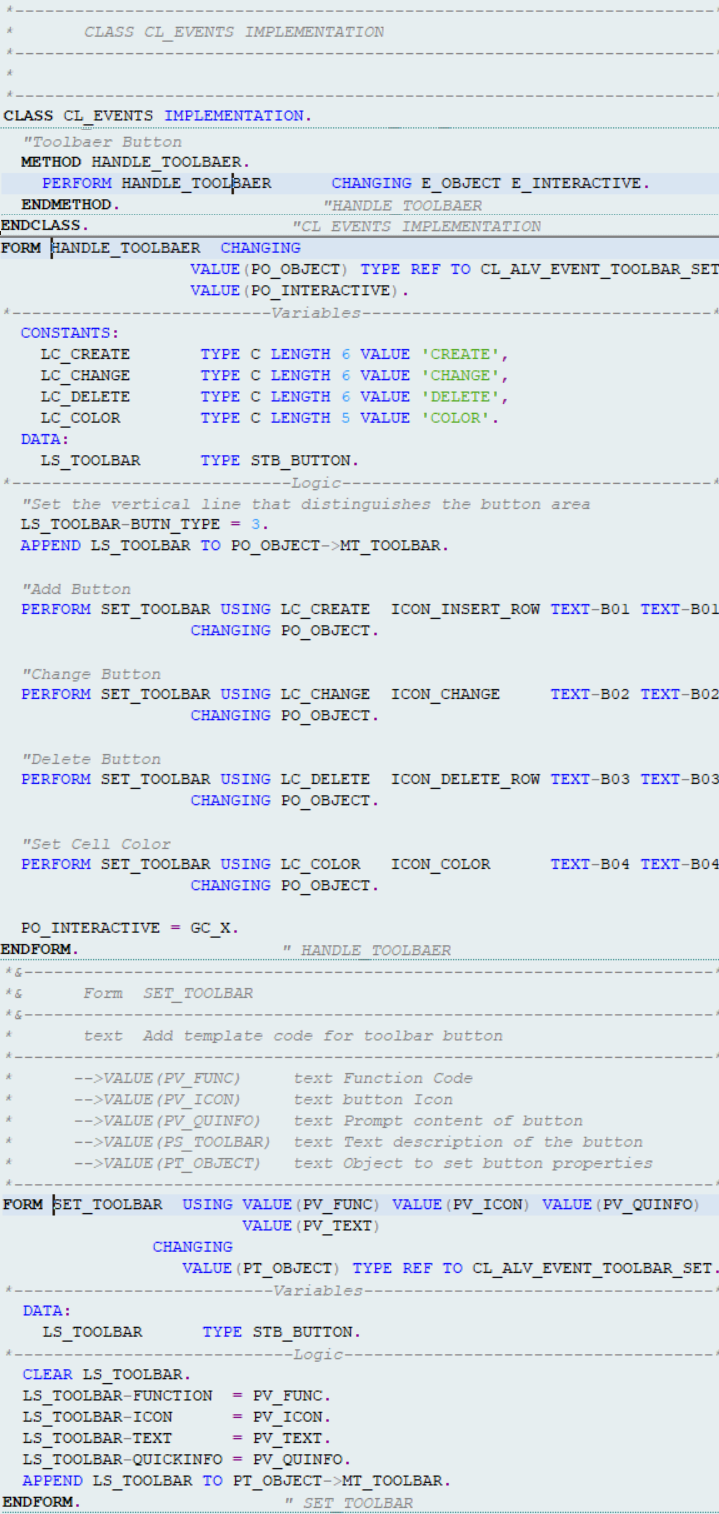 *----------------------------------------------------------------------*
*       CLASS CL_EVENTS IMPLEMENTATION
*----------------------------------------------------------------------*
*
*----------------------------------------------------------------------*
CLASS CL_EVENTS IMPLEMENTATION.
  "Toolbaer Button
  METHOD HANDLE_TOOLBAER.
    PERFORM HANDLE_TOOLBAER      CHANGING E_OBJECT E_INTERACTIVE.
  ENDMETHOD.                    "HANDLE_TOOLBAER
ENDCLASS.                    "CL_EVENTS IMPLEMENTATION
FORM HANDLE_TOOLBAER  CHANGING
                   VALUE(PO_OBJECT) TYPE REF TO CL_ALV_EVENT_TOOLBAR_SET
                   VALUE(PO_INTERACTIVE).
*--------------------------Variables-----------------------------------*
  CONSTANTS:
    LC_CREATE       TYPE C LENGTH 6 VALUE 'CREATE',
    LC_CHANGE       TYPE C LENGTH 6 VALUE 'CHANGE',
    LC_DELETE       TYPE C LENGTH 6 VALUE 'DELETE',
    LC_COLOR        TYPE C LENGTH 5 VALUE 'COLOR'.
  DATA:
    LS_TOOLBAR      TYPE STB_BUTTON.
*----------------------------Logic-------------------------------------*
  "Set the vertical line that distinguishes the button area
  LS_TOOLBAR-BUTN_TYPE = 3.
  APPEND LS_TOOLBAR TO PO_OBJECT->MT_TOOLBAR.
  "Add Button
  PERFORM SET_TOOLBAR USING LC_CREATE  ICON_INSERT_ROW TEXT-B01 TEXT-B01
                   CHANGING PO_OBJECT.
  "Change Button
  PERFORM SET_TOOLBAR USING LC_CHANGE  ICON_CHANGE     TEXT-B02 TEXT-B02
                   CHANGING PO_OBJECT.
  "Delete Button
  PERFORM SET_TOOLBAR USING LC_DELETE  ICON_DELETE_ROW TEXT-B03 TEXT-B03
                   CHANGING PO_OBJECT.
  "Set Cell Color
  PERFORM SET_TOOLBAR USING LC_COLOR   ICON_COLOR      TEXT-B04 TEXT-B04
                   CHANGING PO_OBJECT.
  PO_INTERACTIVE = GC_X.
ENDFORM.                    " HANDLE_TOOLBAER
*&---------------------------------------------------------------------*
*&      Form  SET_TOOLBAR
*&---------------------------------------------------------------------*
*       text  Add template code for toolbar button
*----------------------------------------------------------------------*
*      -->VALUE(PV_FUNC)     text Function Code
*      -->VALUE(PV_ICON)     text button Icon
*      -->VALUE(PV_QUINFO)   text Prompt content of button
*      -->VALUE(PS_TOOLBAR)  text Text description of the button
*      -->VALUE(PT_OBJECT)   text Object to set button properties
*----------------------------------------------------------------------*
FORM SET_TOOLBAR  USING VALUE(PV_FUNC) VALUE(PV_ICON) VALUE(PV_QUINFO)
                        VALUE(PV_TEXT)
               CHANGING
                  VALUE(PT_OBJECT) TYPE REF TO CL_ALV_EVENT_TOOLBAR_SET.
*--------------------------Variables-----------------------------------*
  DATA:
    LS_TOOLBAR      TYPE STB_BUTTON.
*----------------------------Logic-------------------------------------*
  CLEAR LS_TOOLBAR.
  LS_TOOLBAR-FUNCTION  = PV_FUNC.
  LS_TOOLBAR-ICON      = PV_ICON.
  LS_TOOLBAR-TEXT      = PV_TEXT.
  LS_TOOLBAR-QUICKINFO = PV_QUINFO.
  APPEND LS_TOOLBAR TO PT_OBJECT->MT_TOOLBAR.
ENDFORM.                    " SET_TOOLBAR